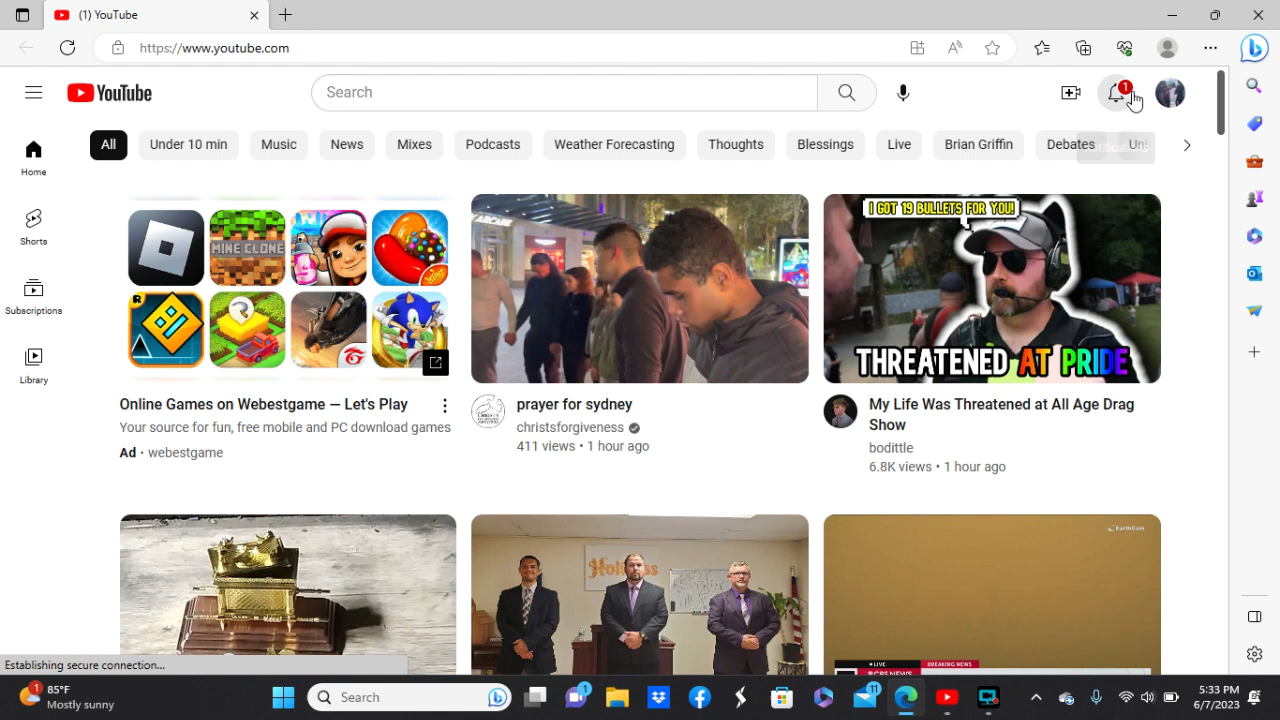 (1) YouTube
https://www.youtube.com
YouTube
Search
1
All
Under 10 min
Music
News
Mixes
Podcasts
Weather Forecasting
Thoughts
Blessings
Live
Brian Griffin
Debates
Home
Shorts
Subscriptions
Library
MINE CLONE
King
R
I GOT 19 BULLETS FOR YOU!
THREATENED AT PRIDE
Online Games on Webestgame — Let's Play
Your source for fun, free mobile and PC download games
Ad • webestgame
prayer for sydney
christsforgiveness
411 views • 1 hour ago
My Life Was Threatened at All Age Drag
Show
bodittle
6.8K views • 1 hour ago
EarthCam
LIVE
BREAKING NEWS
CBS NEWS
Establishing secure connection...
1
85°F
Mostly sunny
Search
1
11
5:33 PM
6/7/2023